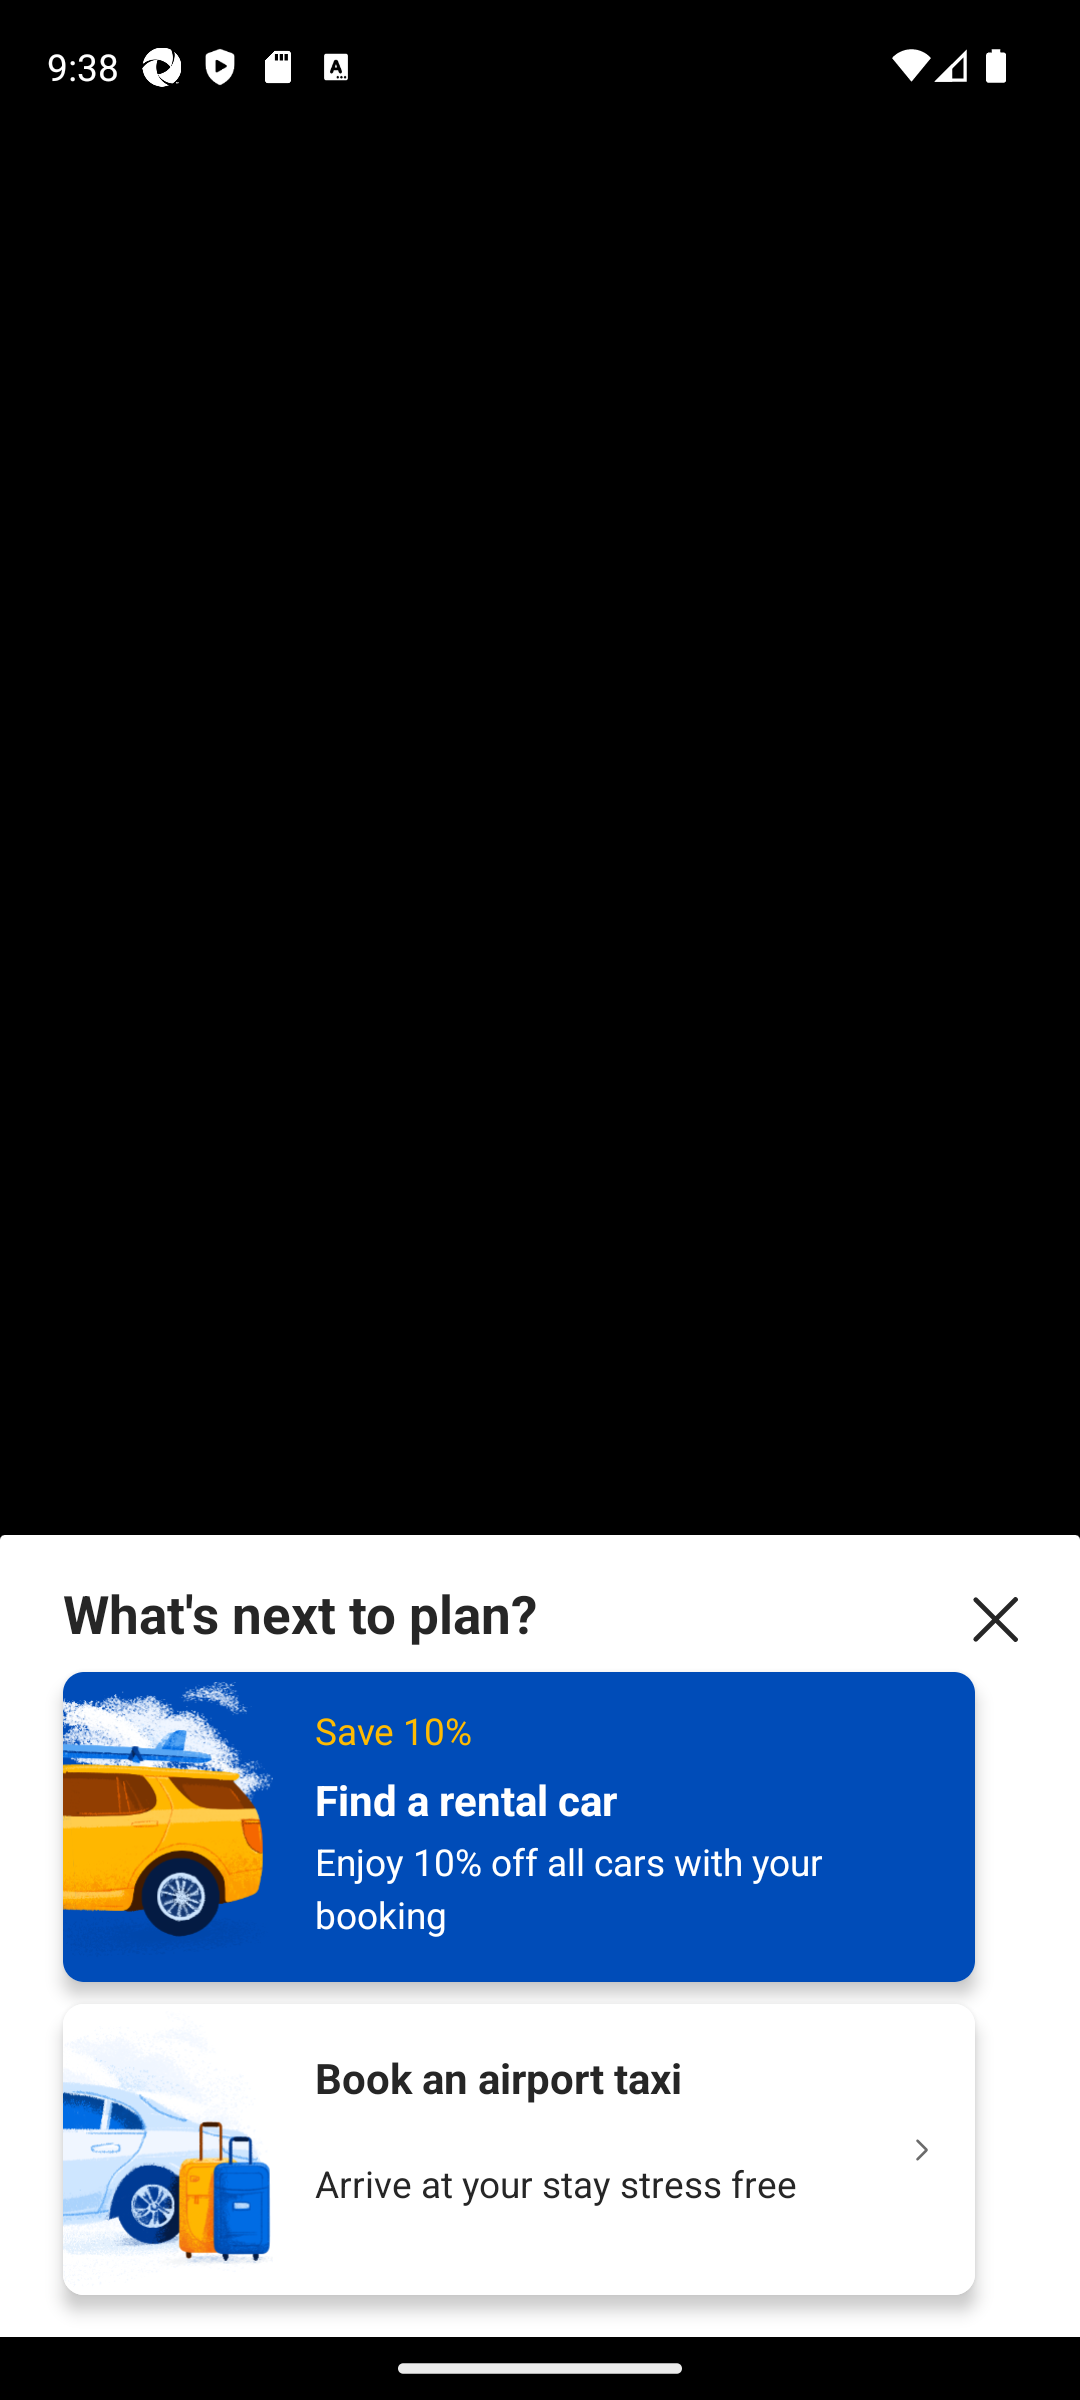 9:38
What's next to plan?
Save 10%
Find a rental car
Enjoy 10% off all cars with your
booking
Book an airport taxi
Arrive at your stay stress free